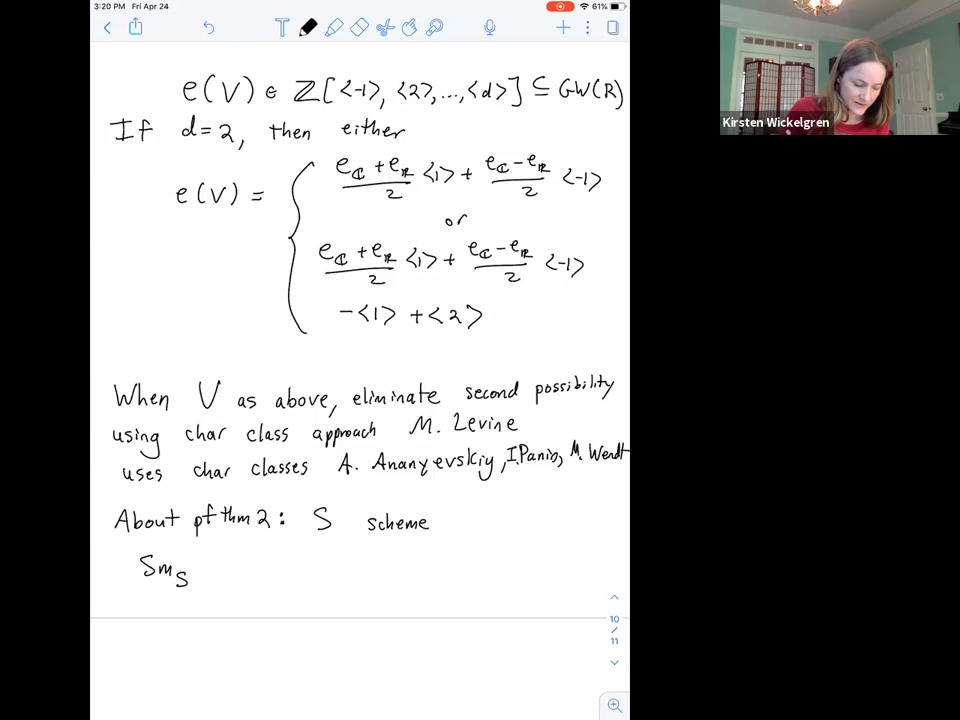 3:20 PM Fri Apr 24
61%
e(V) ∈ ℤ[<-1>, <2>, ..., <d>] ⊆ GW(R)
If d=2, then either
e(V) = { (e_ℂ + e_ℝ)/2 <1> + (e_ℂ - e_ℝ)/2 <-1>
or
(e_ℂ + e_ℝ)/2 <1> + (e_ℂ - e_ℝ)/2 <-1>
-<1> + <2>
When V as above, eliminate second possibility
using char class approach M. Levine
uses char classes A. Ananyevskiy, I.Panin, M. Wendt
About pf thm 2: S scheme
Sm_S
10
/
11
Kirsten Wickelgren